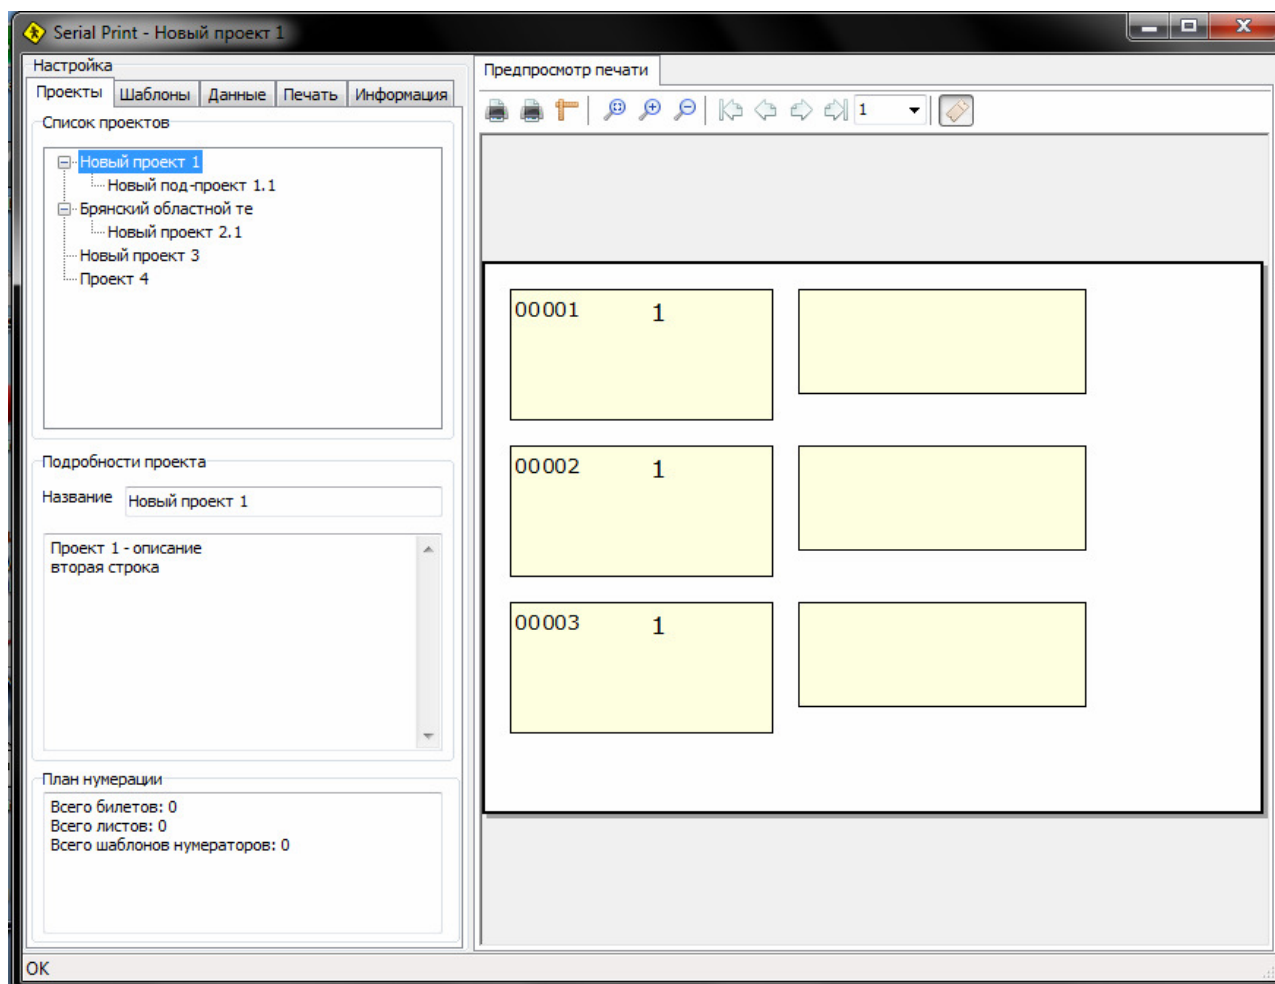 Serial Print - Новый проект 1
Настройка
Проекты Шаблоны Данные Печать Информация
Список проектов
Новый проект 1
Новый под-проект 1.1
Брянский областной те
Новый проект 2.1
Новый проект 3
Проект 4
Подробности проекта
Название Новый проект 1
Проект 1 - описание
вторая строка
План нумерации
Всего билетов: 0
Всего листов: 0
Всего шаблонов нумераторов: 0
Предпросмотр печати
1
00001 1
00002 1
00003 1
OK